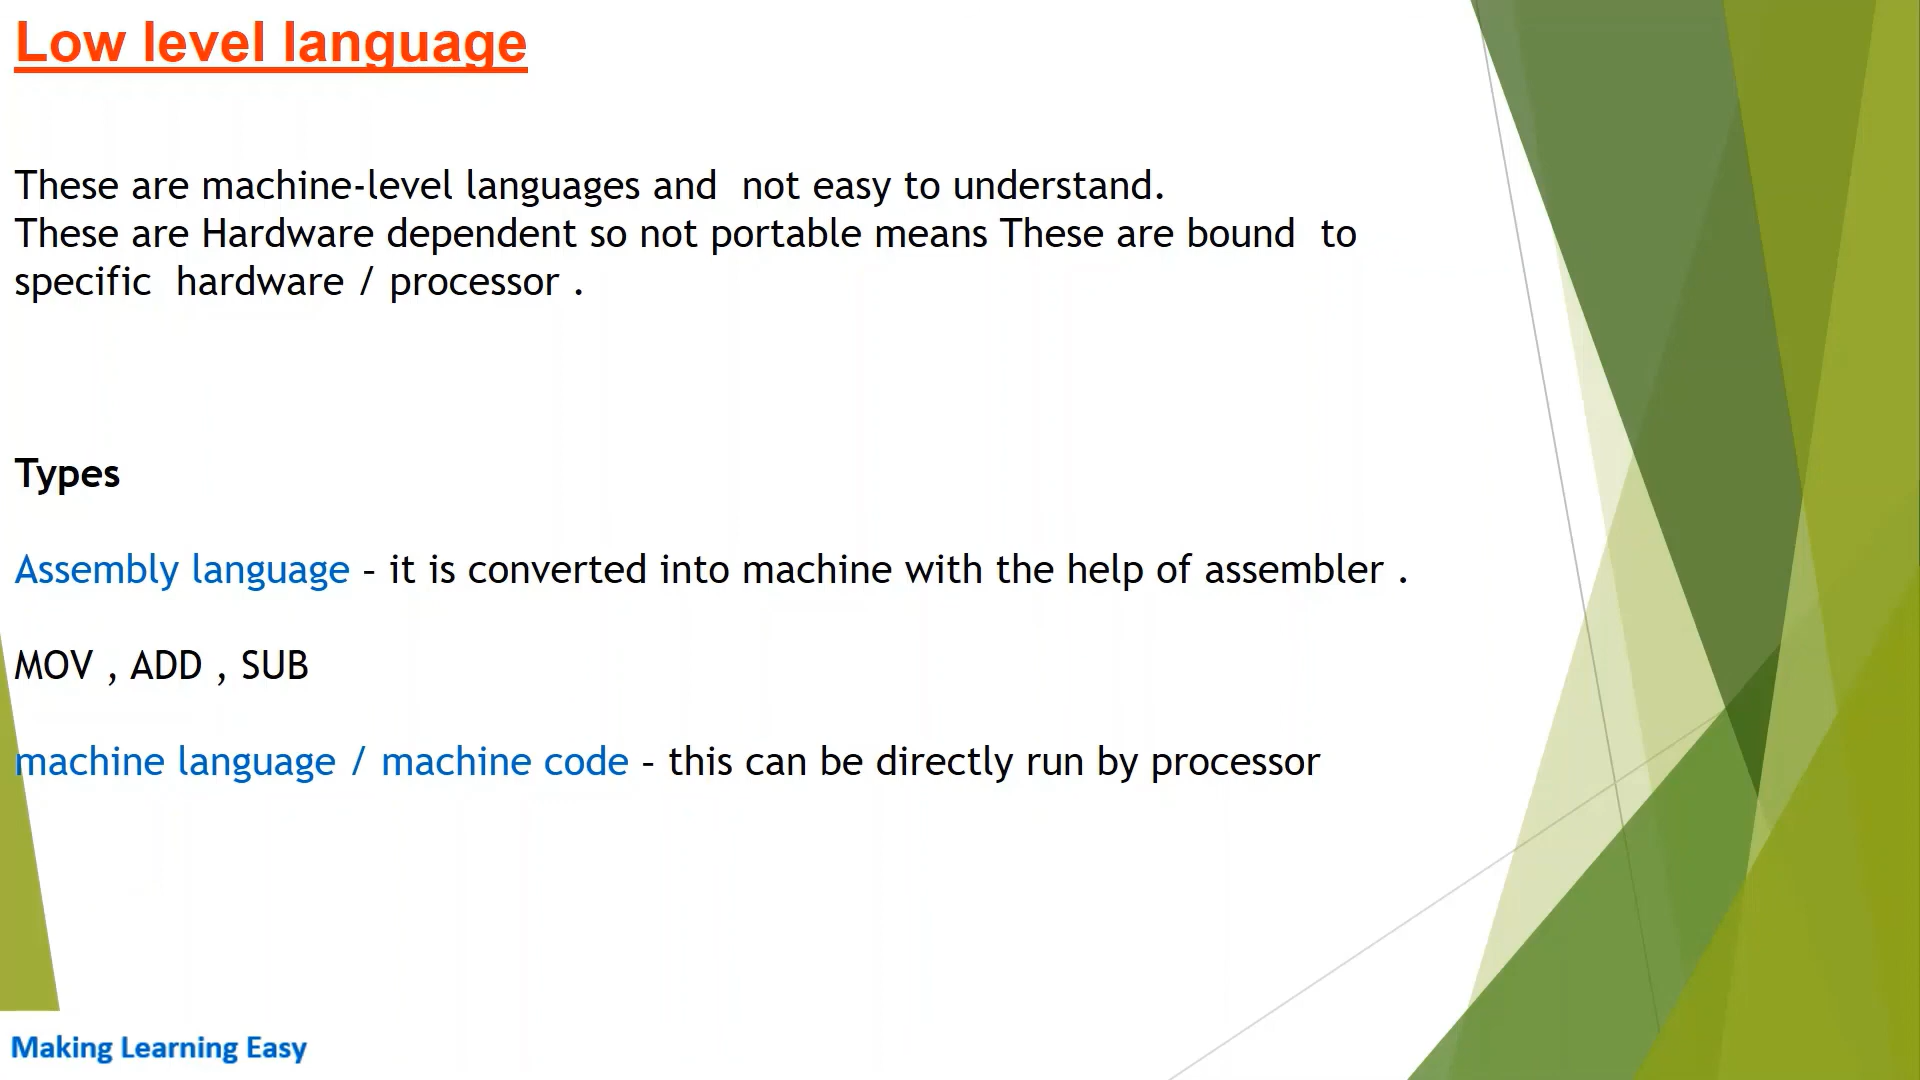 Low level language
These are machine-level languages and  not easy to understand.
These are Hardware dependent so not portable means These are bound  to
specific  hardware / processor .
Types
Assembly language – it is converted into machine with the help of assembler .
MOV , ADD , SUB
machine language / machine code – this can be directly run by processor
Making Learning Easy